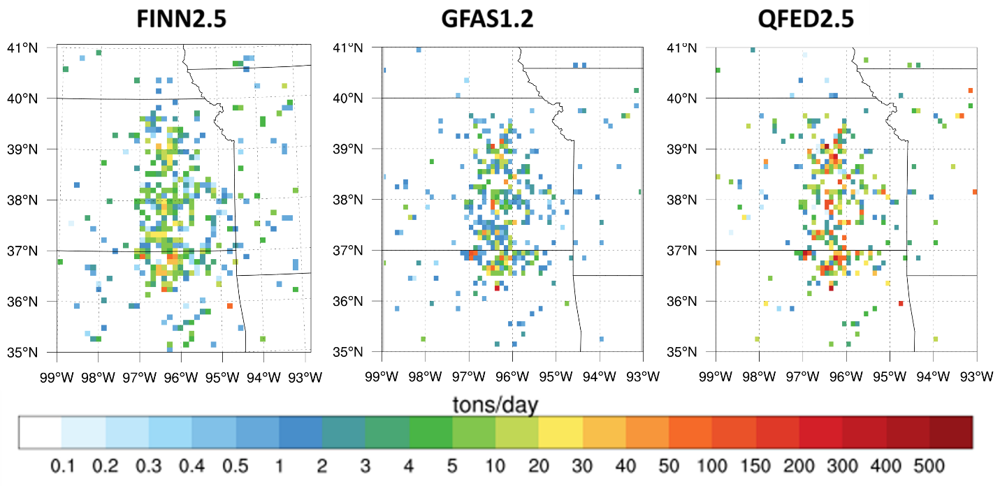 FINN2.5 GFAS1.2 QFED2.5
41°N 41°N 41°N
40°N 40°N 40°N
39°N 39°N 39°N
38°N 38°N 38°N
37°N 37°N 37°N
36°N 36°N 36°N
35°N 35°N 35°N
99°W 98°W 97°W 96°W 95°W 94°W 93°W 99°W 98°W 97°W 96°W 95°W 94°W 93°W 99°W 98°W 97°W 96°W 95°W 94°W 93°W
tons/day
0.1 0.2 0.3 0.4 0.5 1 2 3 4 5 10 20 30 40 50 100 150 200 300 400 500